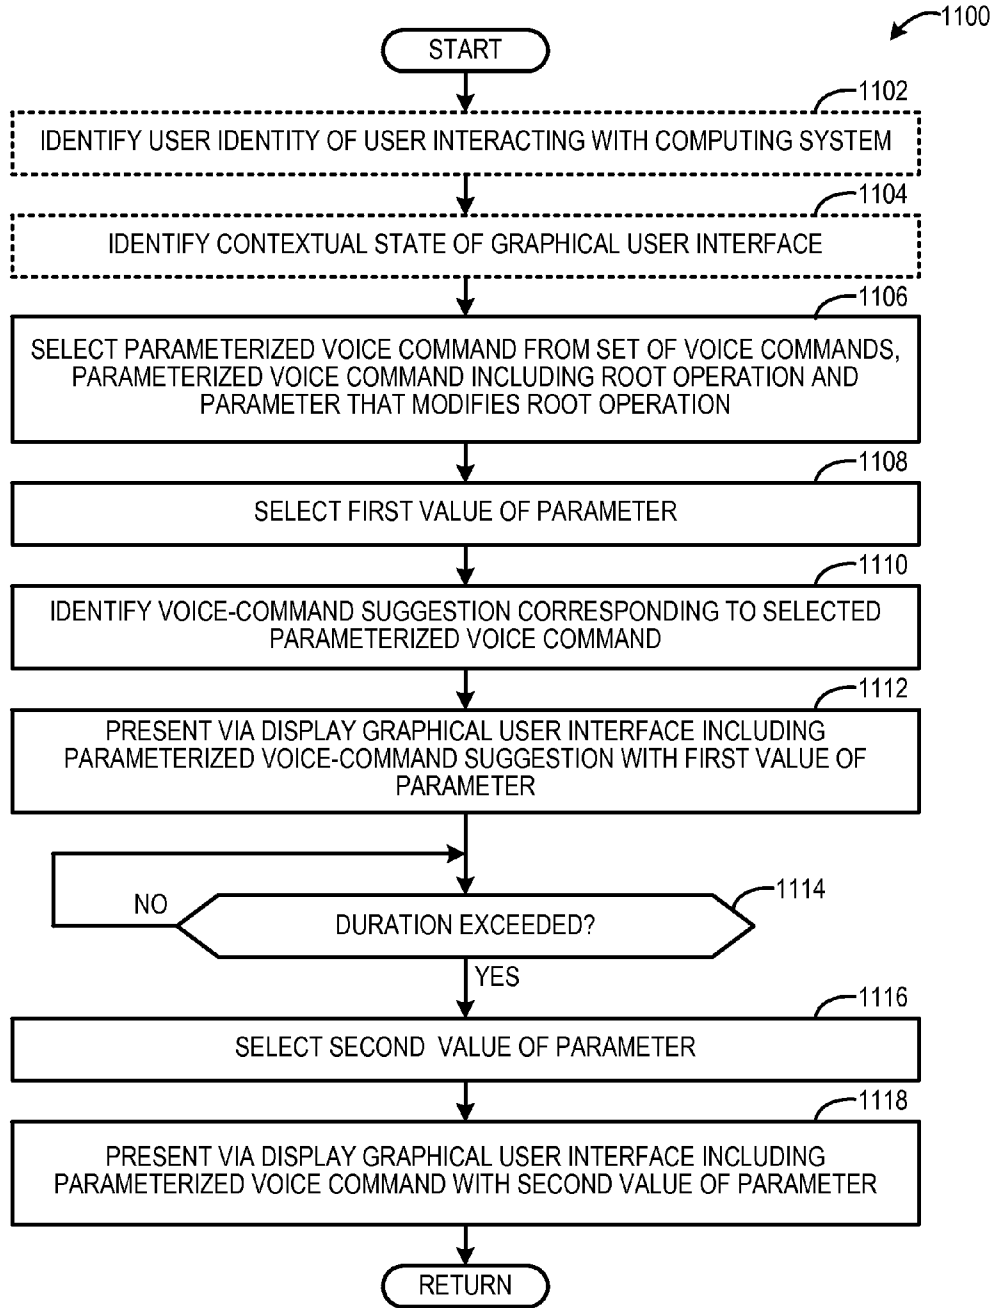 1100
START
1102
IDENTIFY USER IDENTITY OF USER INTERACTING WITH COMPUTING SYSTEM
1104
IDENTIFY CONTEXTUAL STATE OF GRAPHICAL USER INTERFACE
1106
SELECT PARAMETERIZED VOICE COMMAND FROM SET OF VOICE COMMANDS,
PARAMETERIZED VOICE COMMAND INCLUDING ROOT OPERATION AND
PARAMETER THAT MODIFIES ROOT OPERATION
1108
SELECT FIRST VALUE OF PARAMETER
1110
IDENTIFY VOICE-COMMAND SUGGESTION CORRESPONDING TO SELECTED
PARAMETERIZED VOICE COMMAND
1112
PRESENT VIA DISPLAY GRAPHICAL USER INTERFACE INCLUDING
PARAMETERIZED VOICE-COMMAND SUGGESTION WITH FIRST VALUE OF
PARAMETER
1114
NO
DURATION EXCEEDED?
YES
1116
SELECT SECOND VALUE OF PARAMETER
1118
PRESENT VIA DISPLAY GRAPHICAL USER INTERFACE INCLUDING
PARAMETERIZED VOICE COMMAND WITH SECOND VALUE OF PARAMETER
RETURN